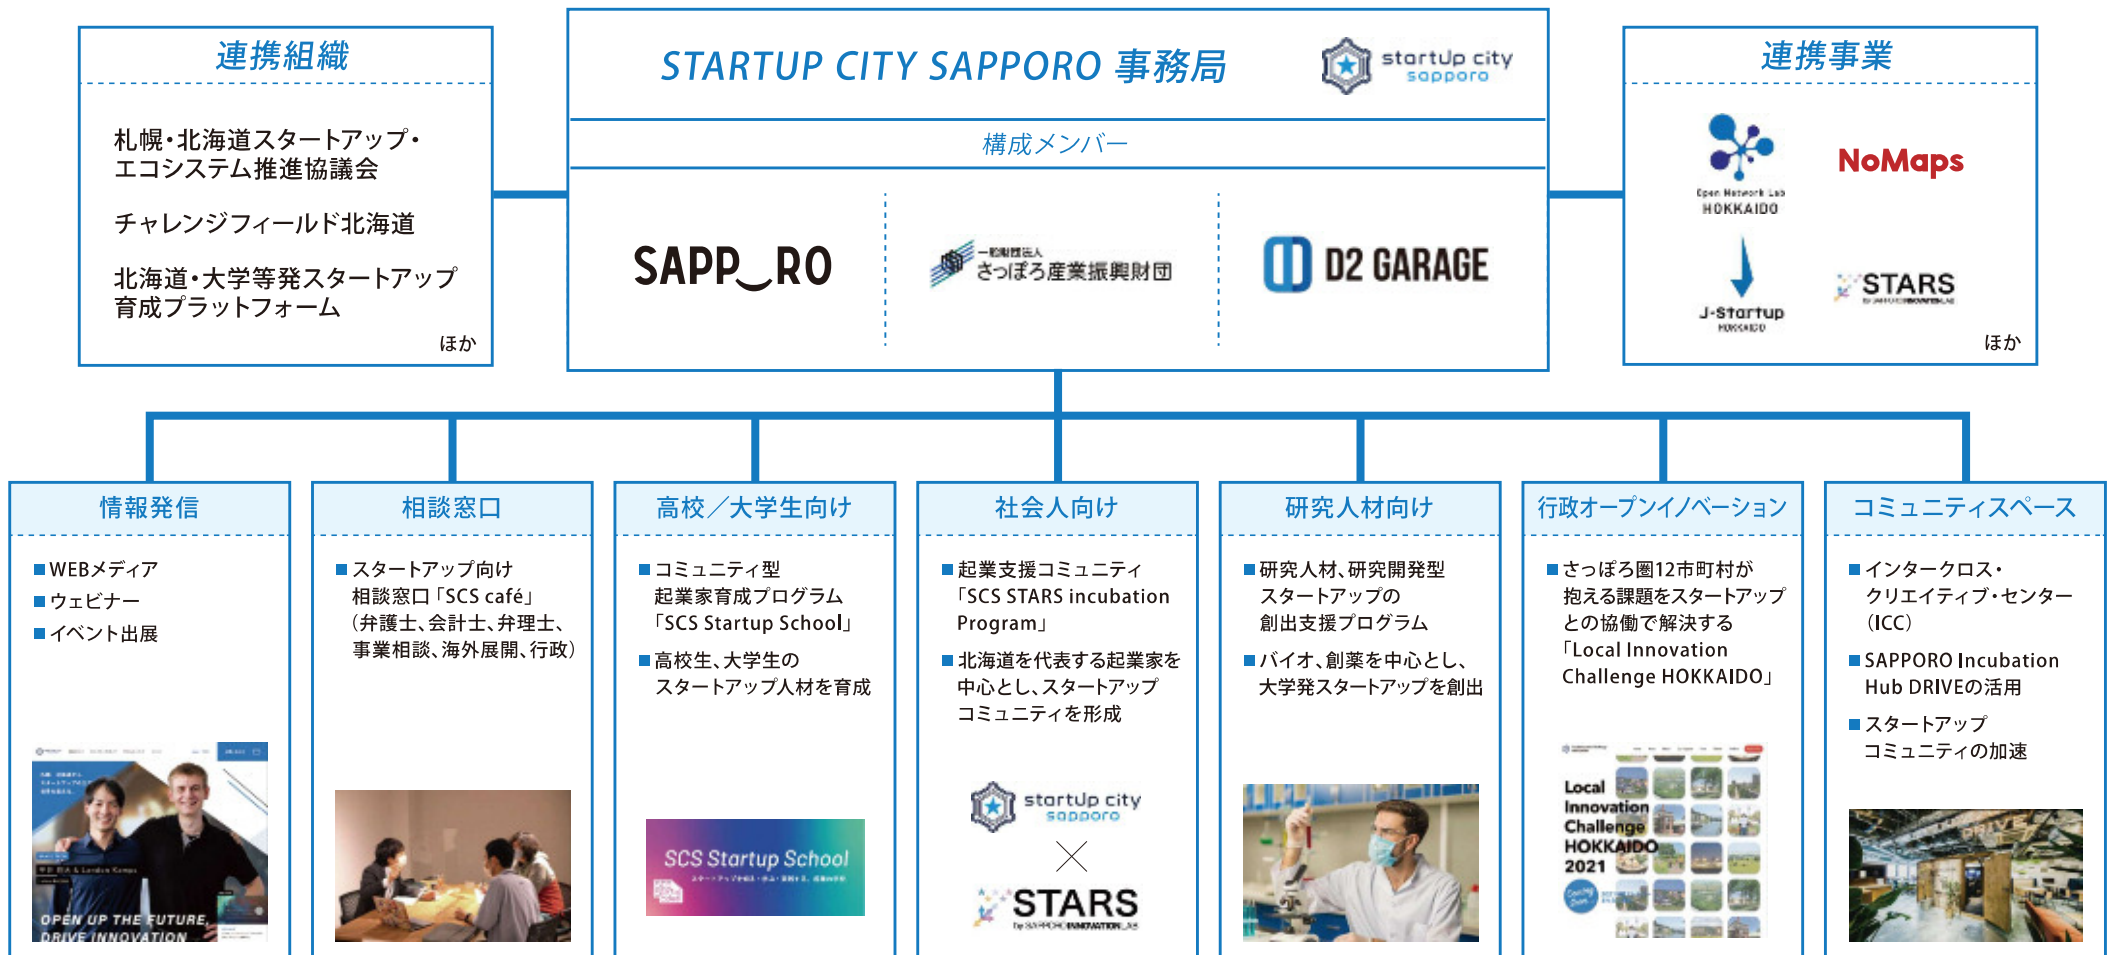 連携組織
札幌・北海道スタートアップ・
エコシステム推進協議会
チャレンジフィールド北海道
北海道・大学等発スタートアップ
育成プラットフォーム
ほか
STARTUP CITY SAPPORO 事務局
startup city
sapporo
構成メンバー
SAPP_RO
一般財団法人
さっぽろ産業振興財団
D2 GARAGE
連携事業
Open Network Lab
HOKKAIDO
NoMaps
J-Startup
HOKKAIDO
STARS
by SAPPORO INNOVATION LAB
ほか
情報発信
■WEBメディア
■ウェビナー
■イベント出展
OPEN UP THE FUTURE,
DRIVE INNOVATION
相談窓口
■スタートアップ向け
相談窓口「SCS café」
(弁護士、会計士、弁理士、
事業相談、海外展開、行政)
高校／大学生向け
■コミュニティ型
起業家育成プログラム
「SCS Startup School」
■高校生、大学生の
スタートアップ人材を育成
SCS Startup School
社会人向け
■起業支援コミュニティ
「SCS STARS incubation
Program」
■北海道を代表する起業家を
中心とし、スタートアップ
コミュニティを形成
startup city
sapporo
STARS
by SAPPORO INNOVATION LAB
研究人材向け
■研究人材、研究開発型
スタートアップの
創出支援プログラム
■バイオ、創薬を中心とし、
大学発スタートアップを創出
行政オープンイノベーション
■さっぽろ圏12市町村が
抱える課題をスタートアップ
との協働で解決する
「Local Innovation
Challenge HOKKAIDO」
Local
Innovation
Challenge
HOKKAIDO
2021
コミュニティスペース
■インタークロス・
クリエイティブ・センター
(ICC)
■SAPPORO Incubation
Hub DRIVEの活用
■スタートアップ
コミュニティの加速
DRIVE